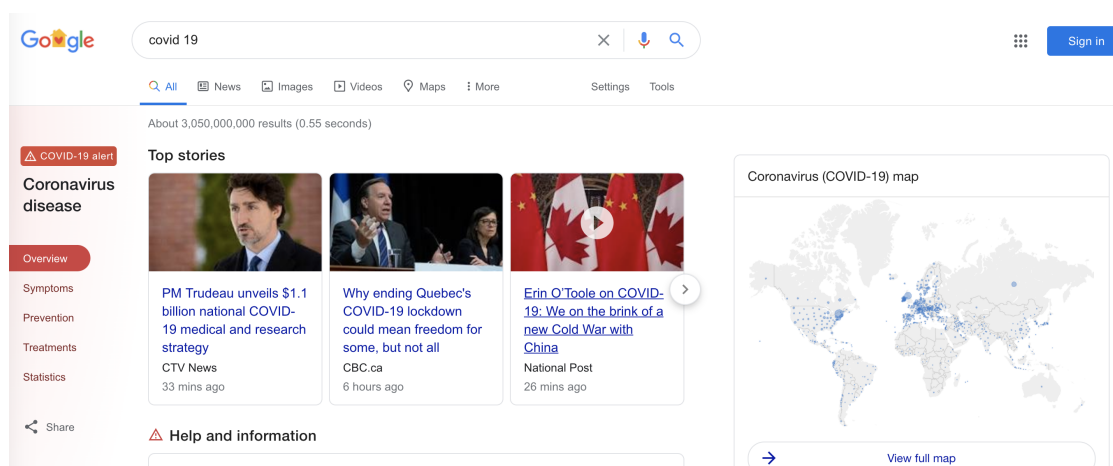 Google
covid 19
Sign in
All
News
Images
Videos
Maps
More
Settings
Tools
About 3,050,000,000 results (0.55 seconds)
COVID-19 alert
Coronavirus
disease
Overview
Symptoms
Prevention
Treatments
Statistics
Share
Top stories
PM Trudeau unveils $1.1
billion national COVID-
19 medical and research
strategy
CTV News
33 mins ago
Why ending Quebec's
COVID-19 lockdown
could mean freedom for
some, but not all
CBC.ca
6 hours ago
Erin O'Toole on COVID-
19: We on the brink of a
new Cold War with
China
National Post
26 mins ago
Help and information
Coronavirus (COVID-19) map
View full map